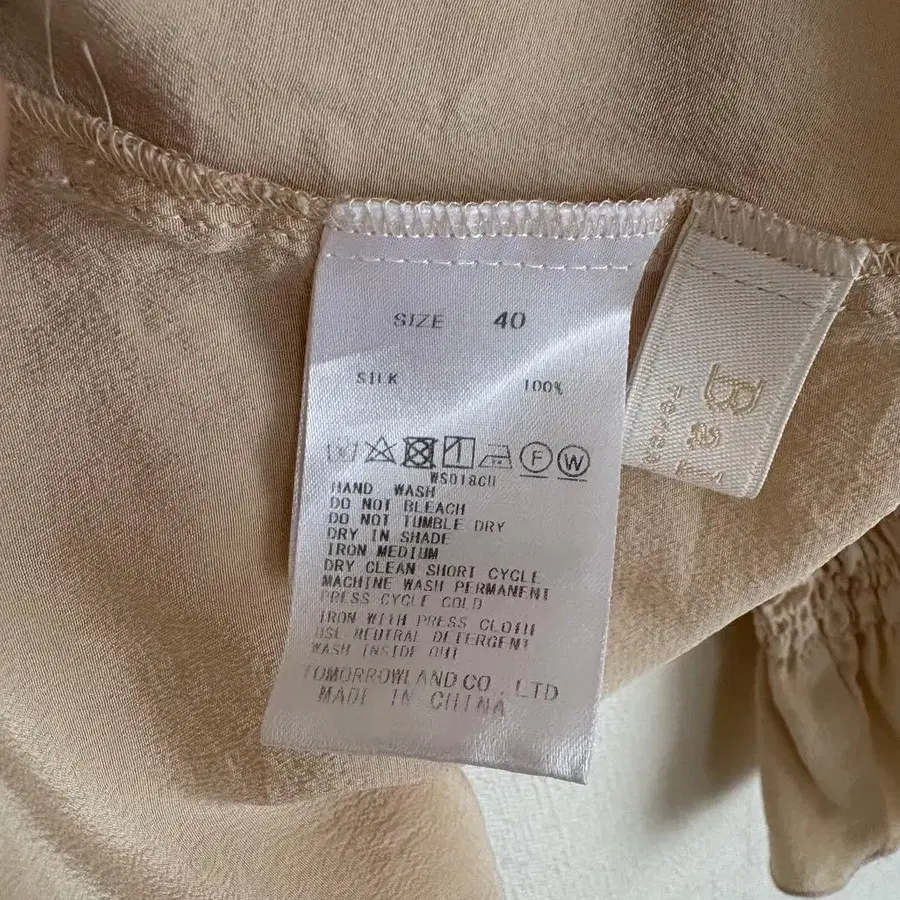 SIZE 40
SILK 100%
F W
WS018CU
HAND WASH
DO NOT BLEACH
DO NOT TUMBLE DRY
DRY IN SHADE
IRON MEDIUM
DRY CLEAN SHORT CYCLE
MACHINE WASH PERMANENT
PRESS CYCLE COLD
IRON WITH PRESS CLOTH
USE NEUTRAL DETERGENT
WASH INSIDE OUT
TOMORROWLAND CO.,LTD
MADE IN CHINA